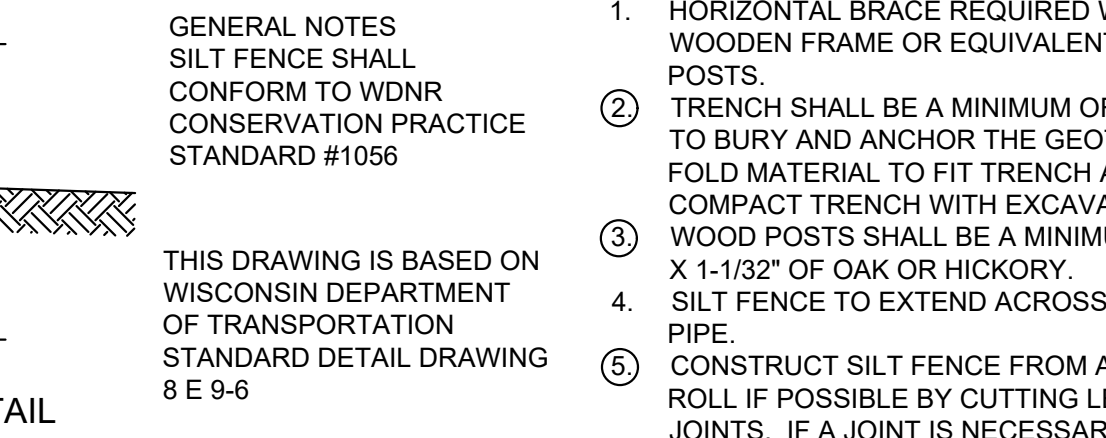 GENERAL NOTES
SILT FENCE SHALL
CONFORM TO WDNR
CONSERVATION PRACTICE
STANDARD #1056
THIS DRAWING IS BASED ON
WISCONSIN DEPARTMENT
OF TRANSPORTATION
STANDARD DETAIL DRAWING
8 E 9-6
TAIL
1. HORIZONTAL BRACE REQUIRED
WOODEN FRAME OR EQUIVALENT
POSTS.
2. TRENCH SHALL BE A MINIMUM OF
TO BURY AND ANCHOR THE
FOLD MATERIAL TO FIT TRENCH
COMPACT TRENCH WITH
3. WOOD POSTS SHALL BE A
X 1-1/32" OF OAK OR HICKORY.
4. SILT FENCE TO EXTEND ACROSS
PIPE.
5. CONSTRUCT SILT FENCE FROM A
ROLL IF POSSIBLE BY CUTTING
JOINTS. IF A JOINT IS